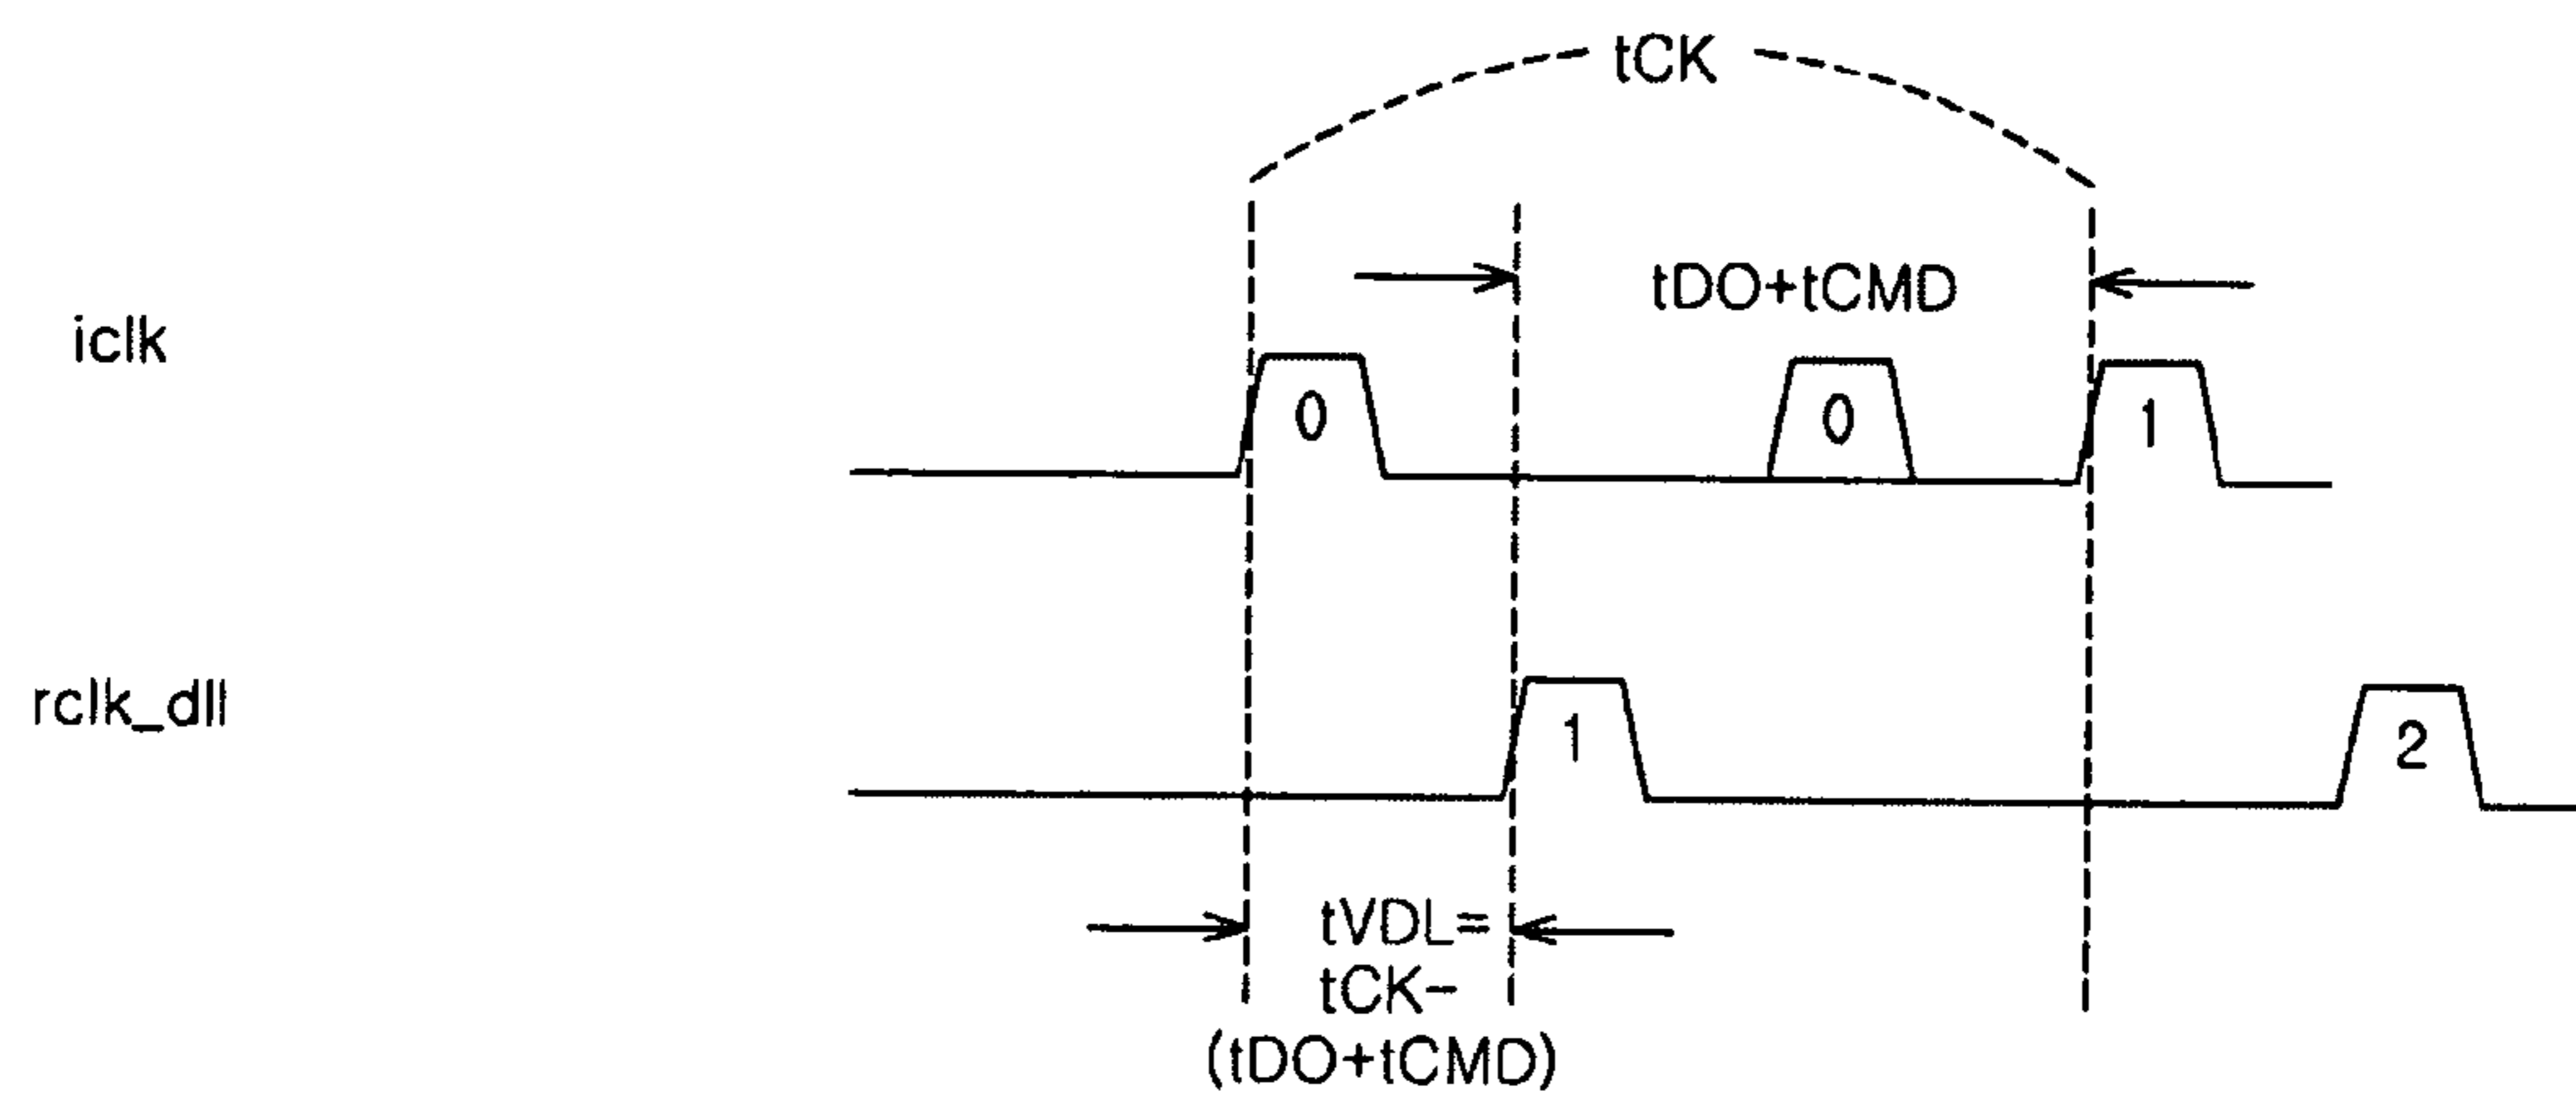 tCK
tDO+tCMD
iclk
0
0
1
rclk_dll
1
2
tVDL=
tCK-
(tDO+tCMD)